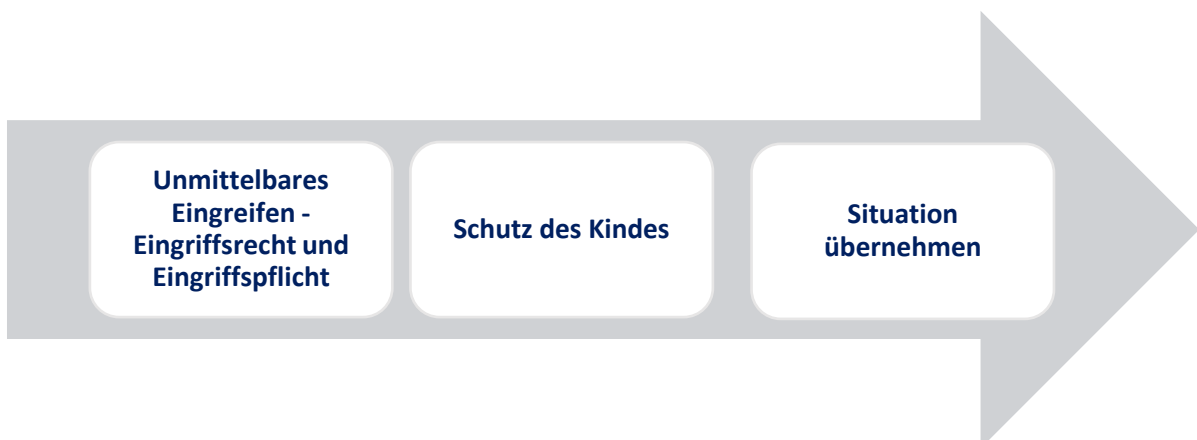 Unmittelbares
Eingreifen -
Eingriffsrecht und
Eingriffspflicht
Schutz des Kindes
Situation
übernehmen